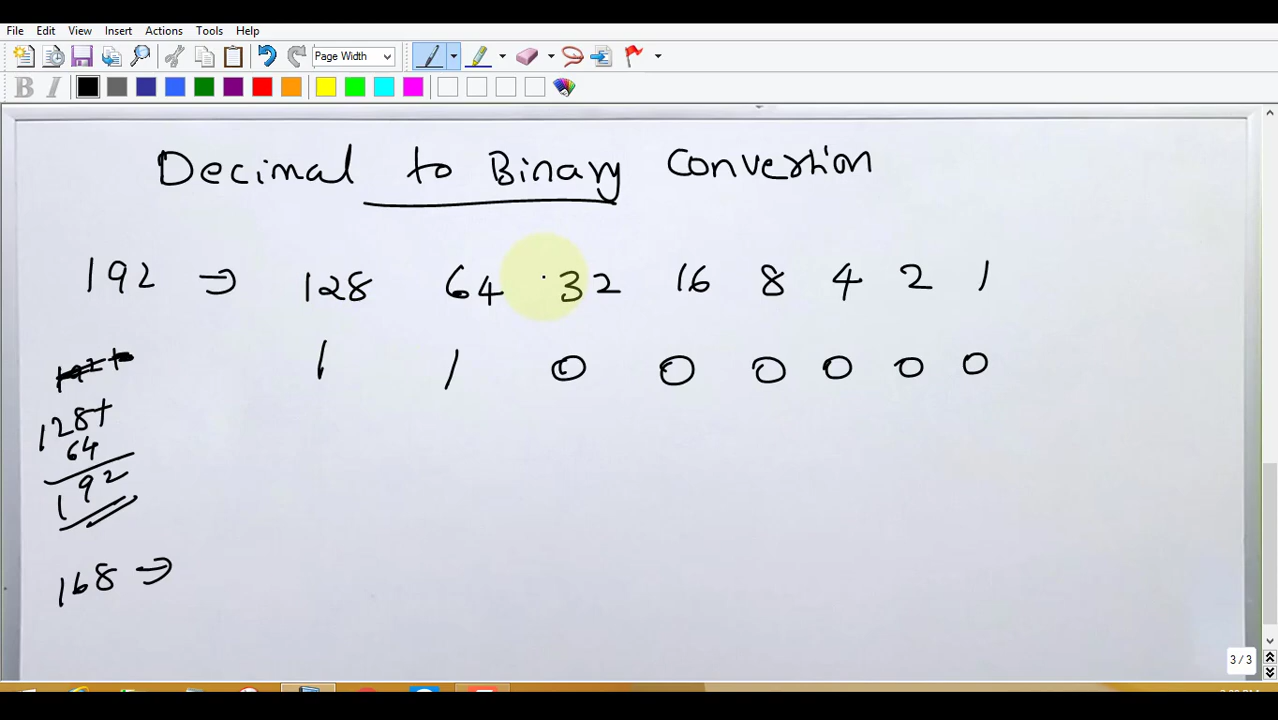 File Edit View Insert Actions Tools Help
Page Width
B I
Decimal to Binary Convertion
192 ⇒ 128 64 32 16 8 4 2 1
1 1 0 0 0 0 0 0
128+
64
192
168 ⇒
3 / 3